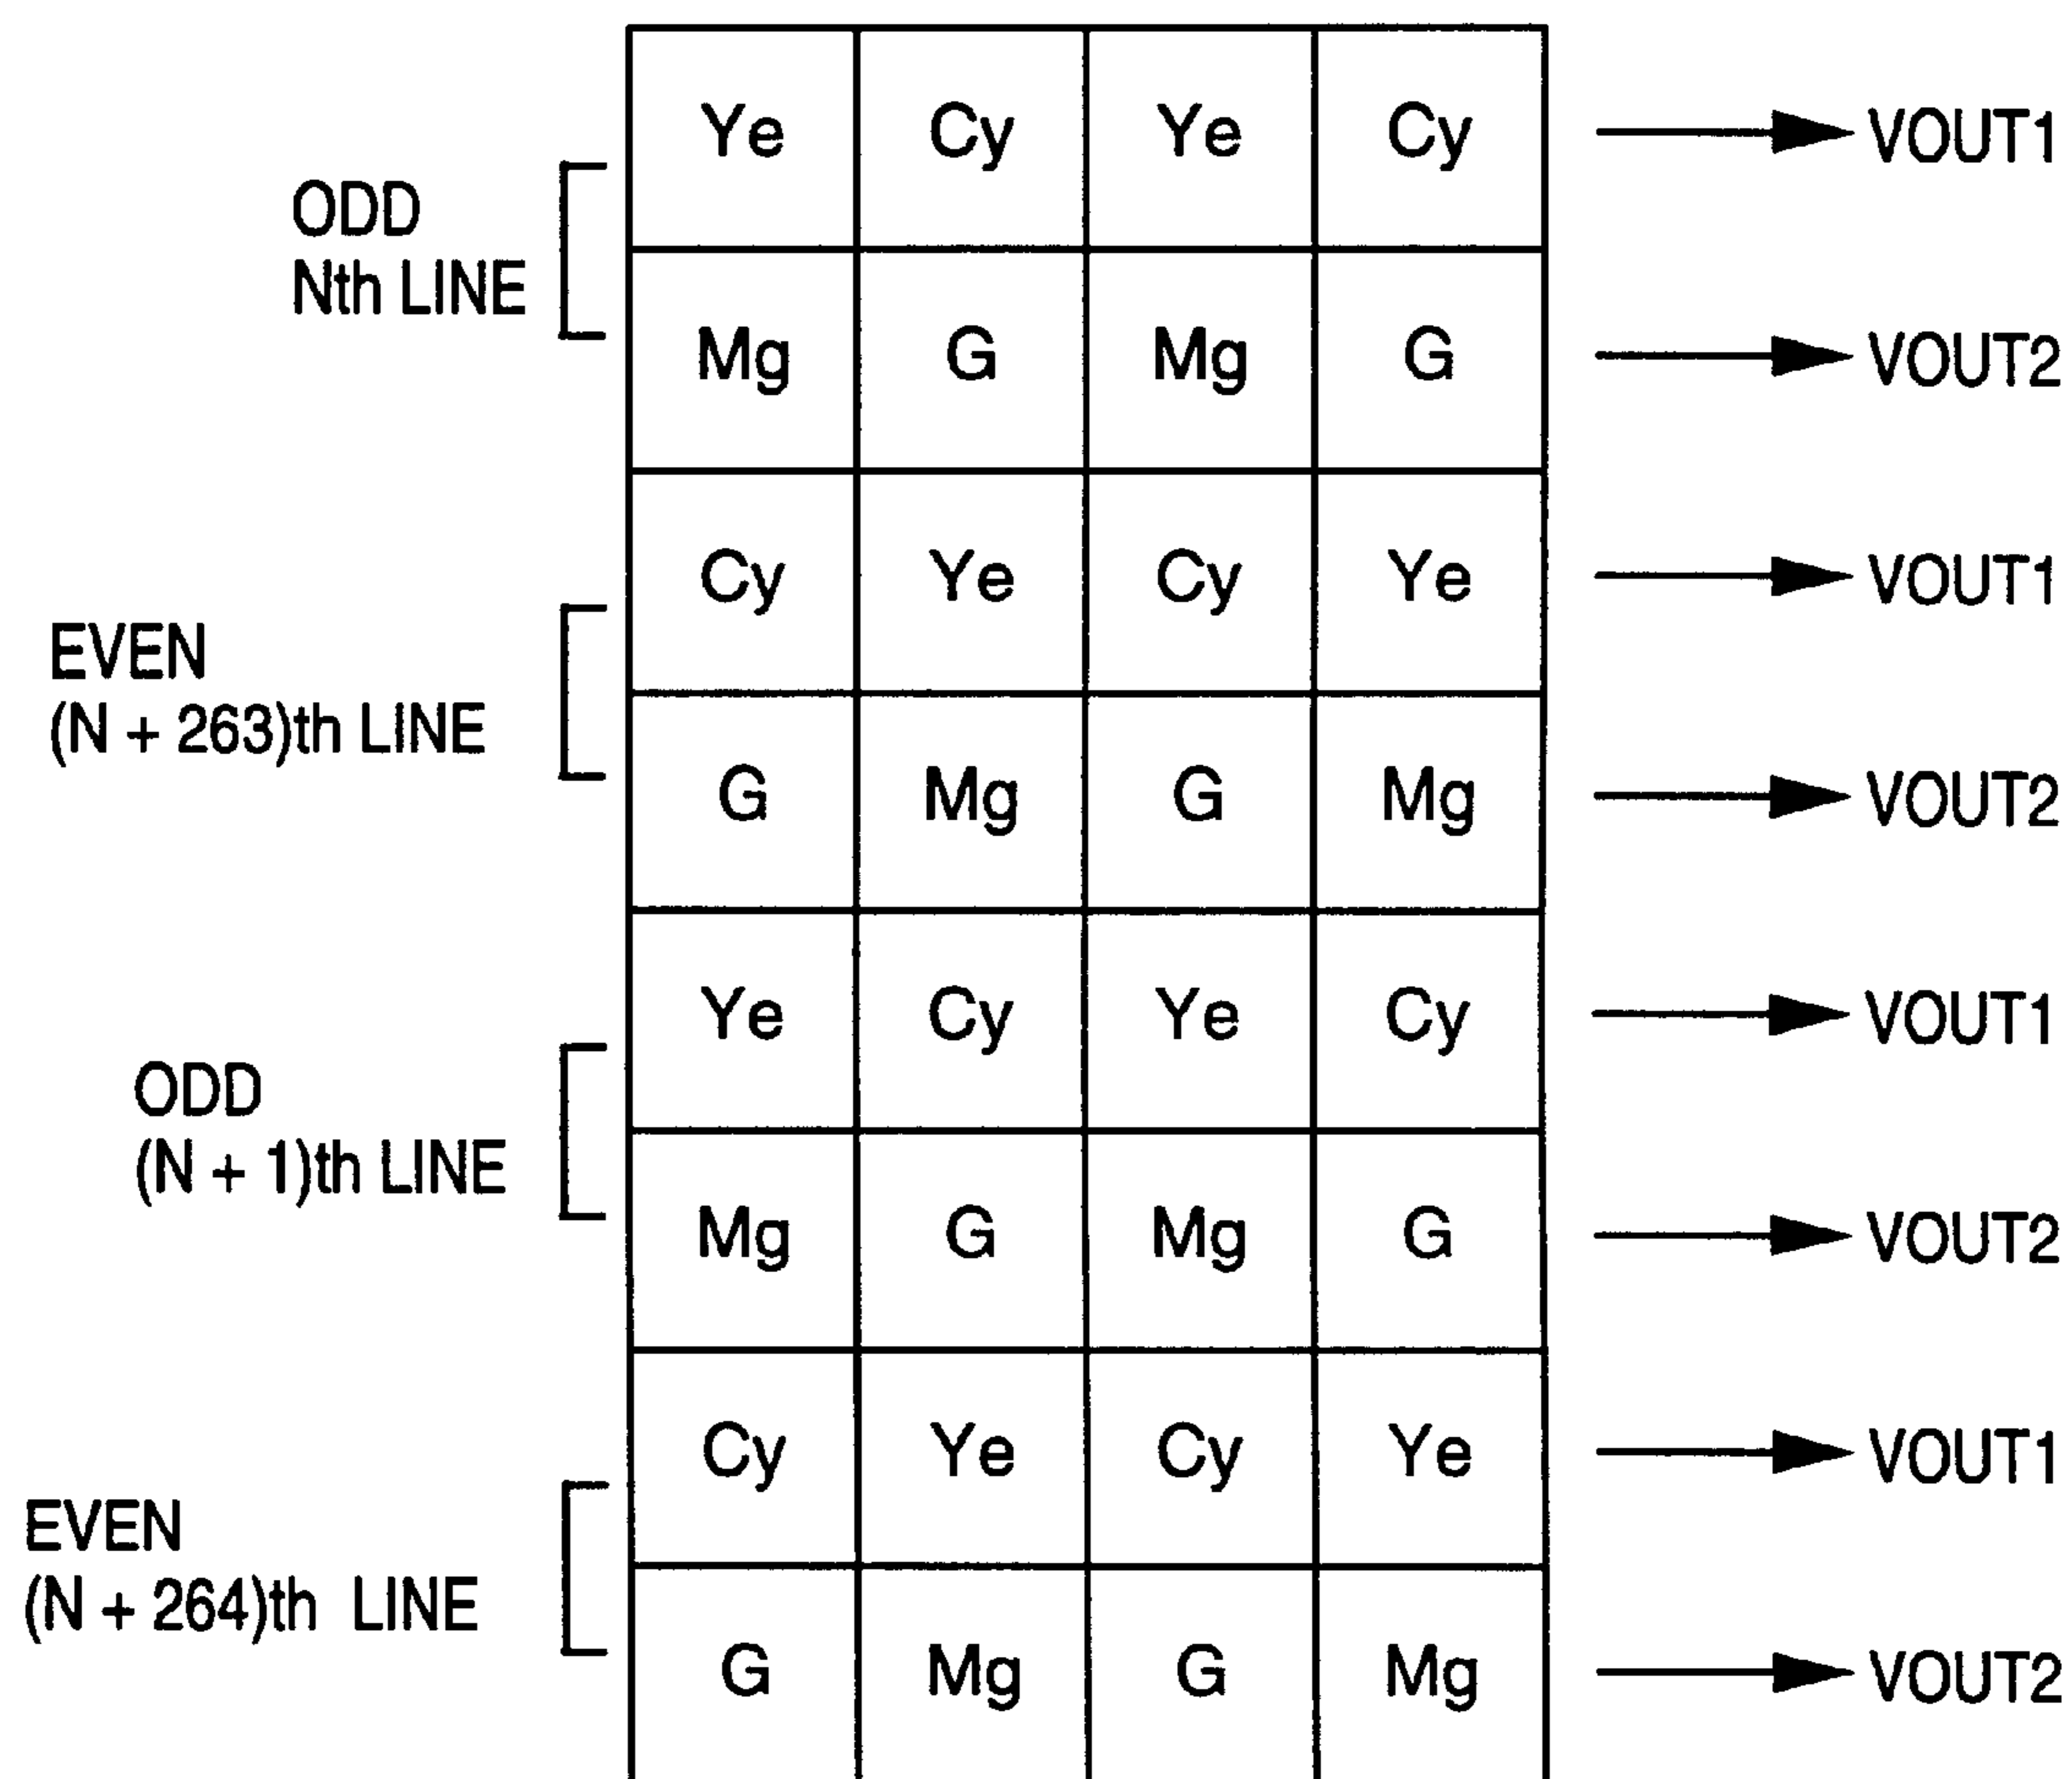 Ye Cy Ye Cy VOUT1
ODD
Nth LINE
Mg G Mg G VOUT2
Cy Ye Cy Ye VOUT1
EVEN
(N + 263)th LINE
G Mg G Mg VOUT2
Ye Cy Ye Cy VOUT1
ODD
(N + 1)th LINE
Mg G Mg G VOUT2
Cy Ye Cy Ye VOUT1
EVEN
(N + 264)th LINE
G Mg G Mg VOUT2